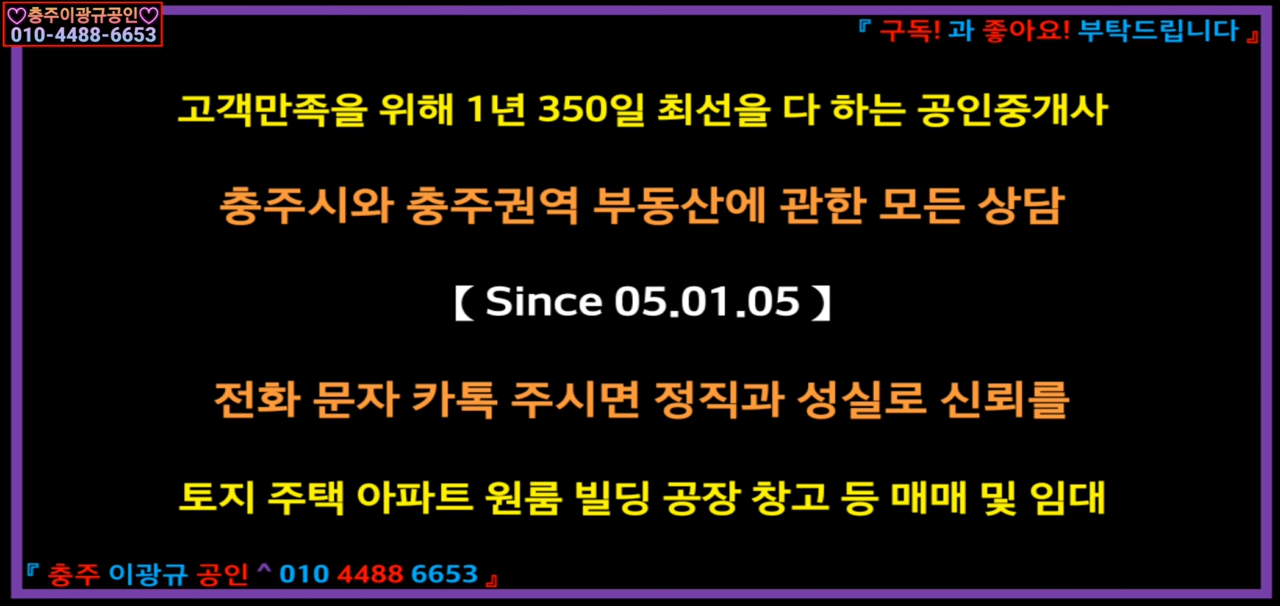 ♡충주이광규공인♡
010-4488-6653
『 구독! 과 좋아요! 부탁드립니다 』
고객만족을 위해 1년 350일 최선을 다 하는 공인중개사
충주시와 충주권역 부동산에 관한 모든 상담
【 Since 05.01.05 】
전화 문자 카톡 주시면 정직과 성실로 신뢰를
토지 주택 아파트 원룸 빌딩 공장 창고 등 매매 및 임대
『 충주 이광규 공인 ^ 010 4488 6653 』